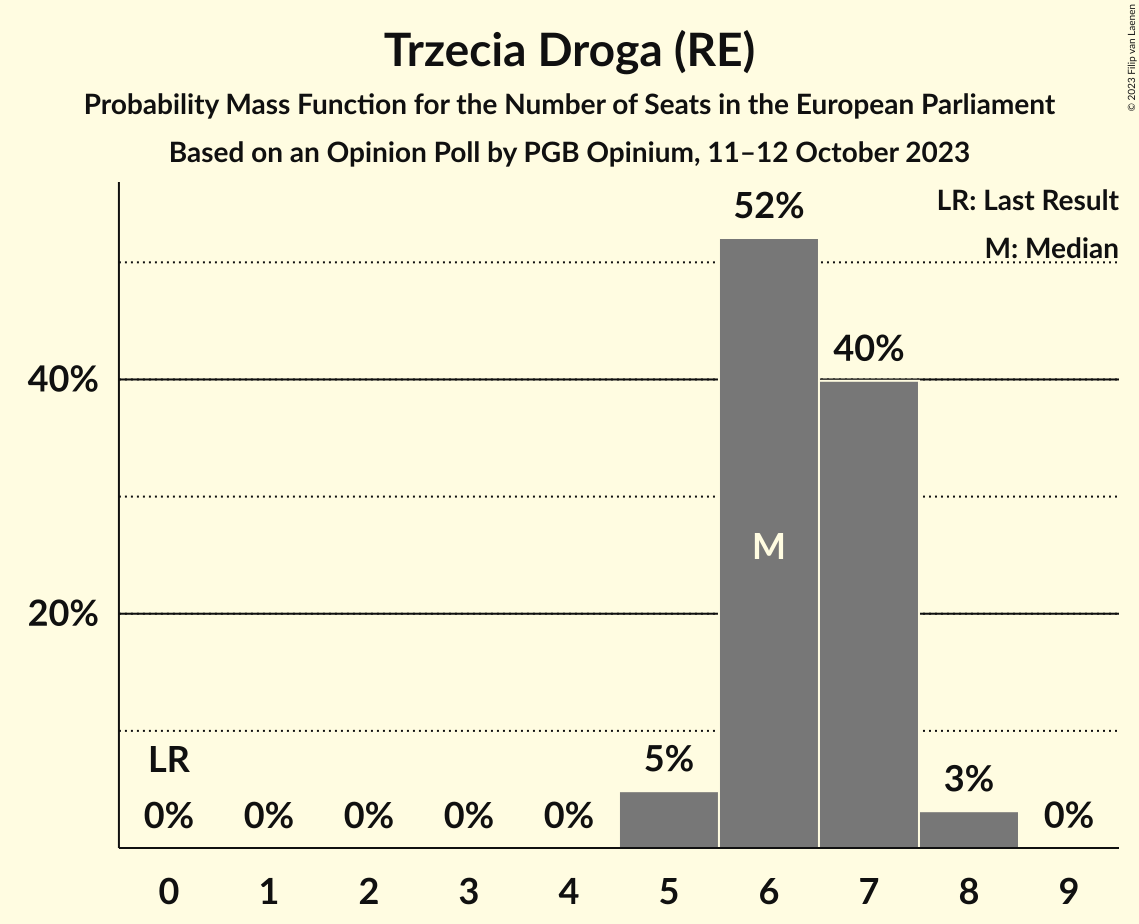 Trzecia Droga (RE)
Probability Mass Function for the Number of Seats in the European Parliament
Based on an Opinion Poll by PGB Opinium, 11–12 October 2023
© 2023 Filip van Laenen
LR: Last Result
M: Median
52%
40%
40%
M
20%
LR
5%
3%
0% 0% 0% 0% 0% 0%
0 1 2 3 4 5 6 7 8 9